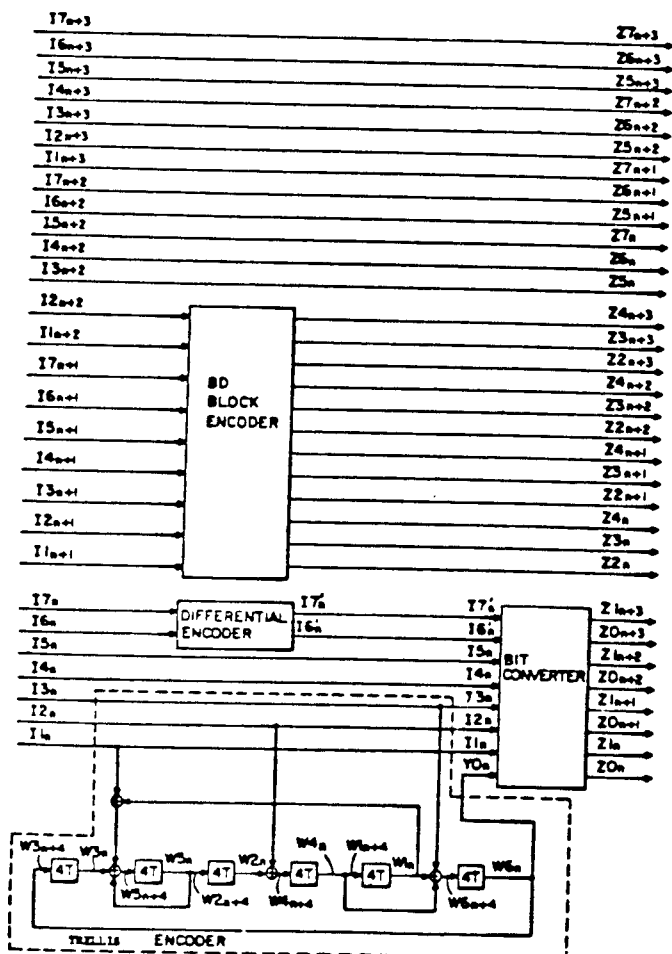 I7n+3 Z7n+3
I6n+3 Z6n+3
I5n+3 Z5n+3
I4n+3 Z7n+2
I3n+3 Z6n+2
I2n+3 Z5n+2
I1n+3 Z7n+1
I7n+2 Z6n+1
I6n+2 Z5n+1
I5n+2 Z7n
I4n+2 Z6n
I3n+2 Z5n
I2n+2 Z4n+3
I1n+2 Z3n+3
I7n+1 Z2n+3
I6n+1 Z4n+2
I5n+1 Z3n+2
I4n+1 Z2n+2
I3n+1 Z4n+1
I2n+1 Z3n+1
I1n+1 Z2n+1
Z4n
Z3n
Z2n
BD
BLOCK
ENCODER
I7n I7'n I7'n Z1n+3
I6n I6'n I6'n Z0n+3
DIFFERENTIAL
ENCODER
I5n I5n Z1n+2
I4n I4n Z0n+2
I3n I3n Z1n+1
I2n I2n Z0n+1
I1n I1n Z1n
Y0n Z0n
BIT
CONVERTER
W3n+4 4T W3n W5n+4 4T W5n W2n+4 4T W2n W4n+4 4T W4n W1n+4 4T W1n W6n+4 4T W6n
TRELLIS ENCODER